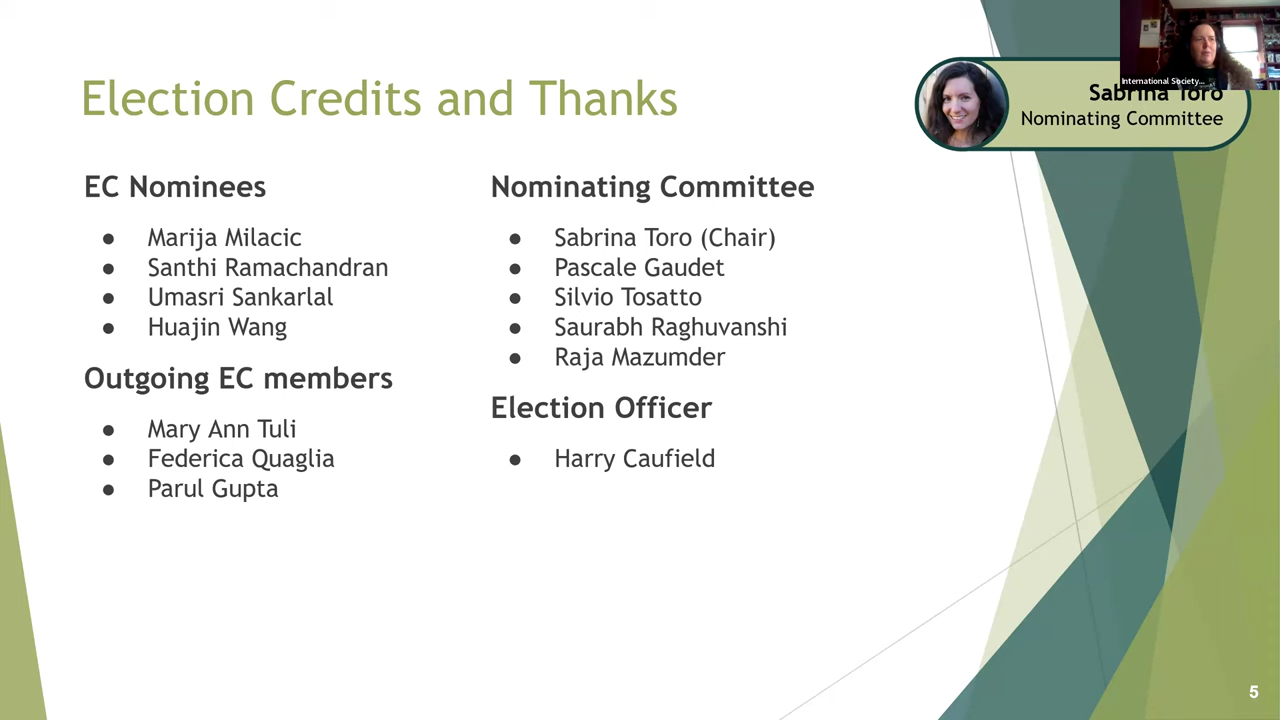 International Society...
Sabrina Toro
Nominating Committee
Election Credits and Thanks
EC Nominees
● Marija Milacic
● Santhi Ramachandran
● Umasri Sankarlal
● Huajin Wang
Outgoing EC members
● Mary Ann Tuli
● Federica Quaglia
● Parul Gupta
Nominating Committee
● Sabrina Toro (Chair)
● Pascale Gaudet
● Silvio Tosatto
● Saurabh Raghuvanshi
● Raja Mazumder
Election Officer
● Harry Caufield
5